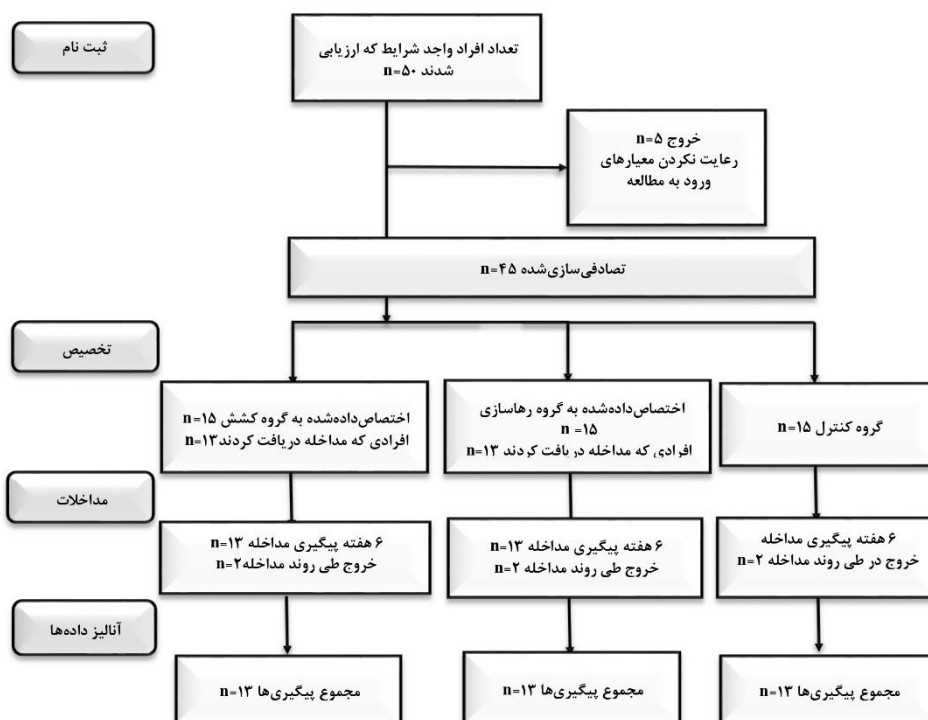 ثبت نام
تعداد افراد واجد شرایط که ارزیابی
شدند n=۵۰
خروج n=۵
رعایت نکردن معیارهای
ورود به مطالعه
تصادفی‌سازی‌شده n=۴۵
تخصیص
گروه کنترل n=۱۵
اختصاص‌داده‌شده به گروه رهاسازی
n =۱۵
افرادی که مداخله دریافت کردند n=۱۳
اختصاص‌داده‌شده به گروه کشش n=۱۵
افرادی که مداخله دریافت کردند n=۱۳
مداخلات
۶ هفته پیگیری مداخله
خروج در طی روند مداخله n=۲
۶ هفته پیگیری مداخله n=۱۳
خروج طی روند مداخله n=۲
۶ هفته پیگیری مداخله n=۱۳
خروج طی روند مداخله n=۲
آنالیز داده‌ها
مجموع پیگیری‌ها n=۱۳
مجموع پیگیری‌ها n=۱۳
مجموع پیگیری‌ها n=۱۳